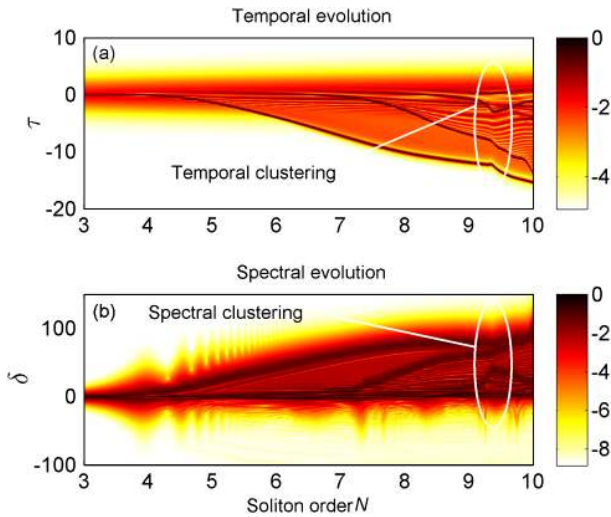 Temporal evolution
10
0
-10
-20
τ
(a)
Temporal clustering
3 4 5 6 7 8 9 10
0
-2
-4
Spectral evolution
100
0
-100
δ
(b)
Spectral clustering
3 4 5 6 7 8 9 10
Soliton order N
0
-2
-4
-6
-8